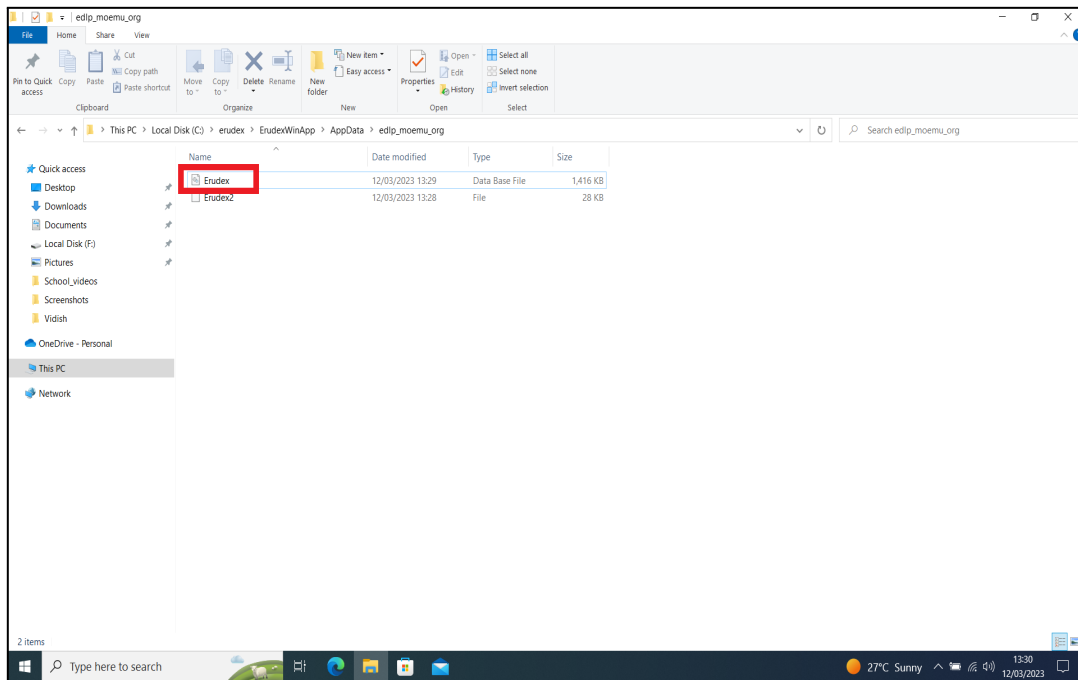 edlp_moemu_org
File Home Share View
Pin to Quick access
Copy
Paste
Cut
Copy path
Paste shortcut
Clipboard
Move to
Copy to
Delete
Rename
Organize
New folder
New item
Easy access
New
Properties
Open
Edit
History
Open
Select all
Select none
Invert selection
Select
> This PC > Local Disk (C:) > erudex > ErudexWinApp > AppData > edlp_moemu_org
Search edlp_moemu_org
Name Date modified Type Size
Erudex 12/03/2023 13:29 Data Base File 1,416 KB
Erudex2 12/03/2023 13:28 File 28 KB
Quick access
Desktop
Downloads
Documents
Local Disk (F:)
Pictures
School_videos
Screenshots
Vidish
OneDrive - Personal
This PC
Network
2 items
Type here to search
27°C Sunny
13:30
12/03/2023